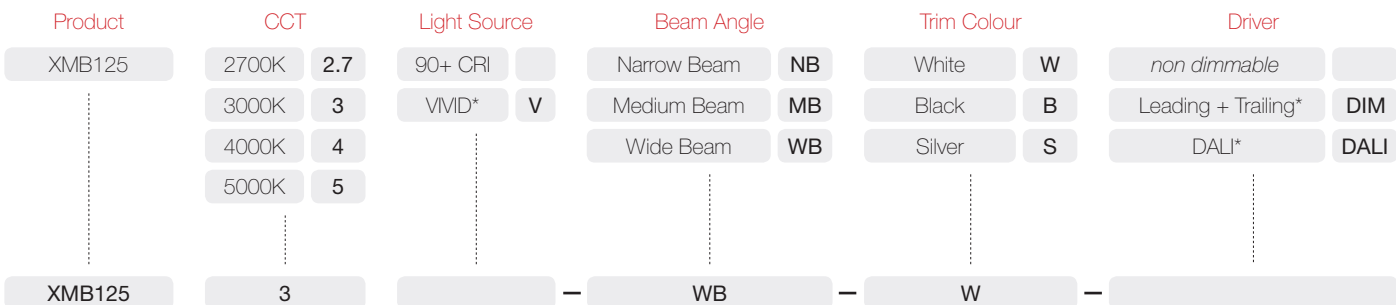 Product CCT Light Source Beam Angle Trim Colour Driver
XMB125 2700K 2.7 90+ CRI Narrow Beam NB White W non dimmable
3000K 3 VIVID* V Medium Beam MB Black B Leading + Trailing* DIM
4000K 4 Wide Beam WB Silver S DALI* DALI
5000K 5
XMB125 3 – WB – W –